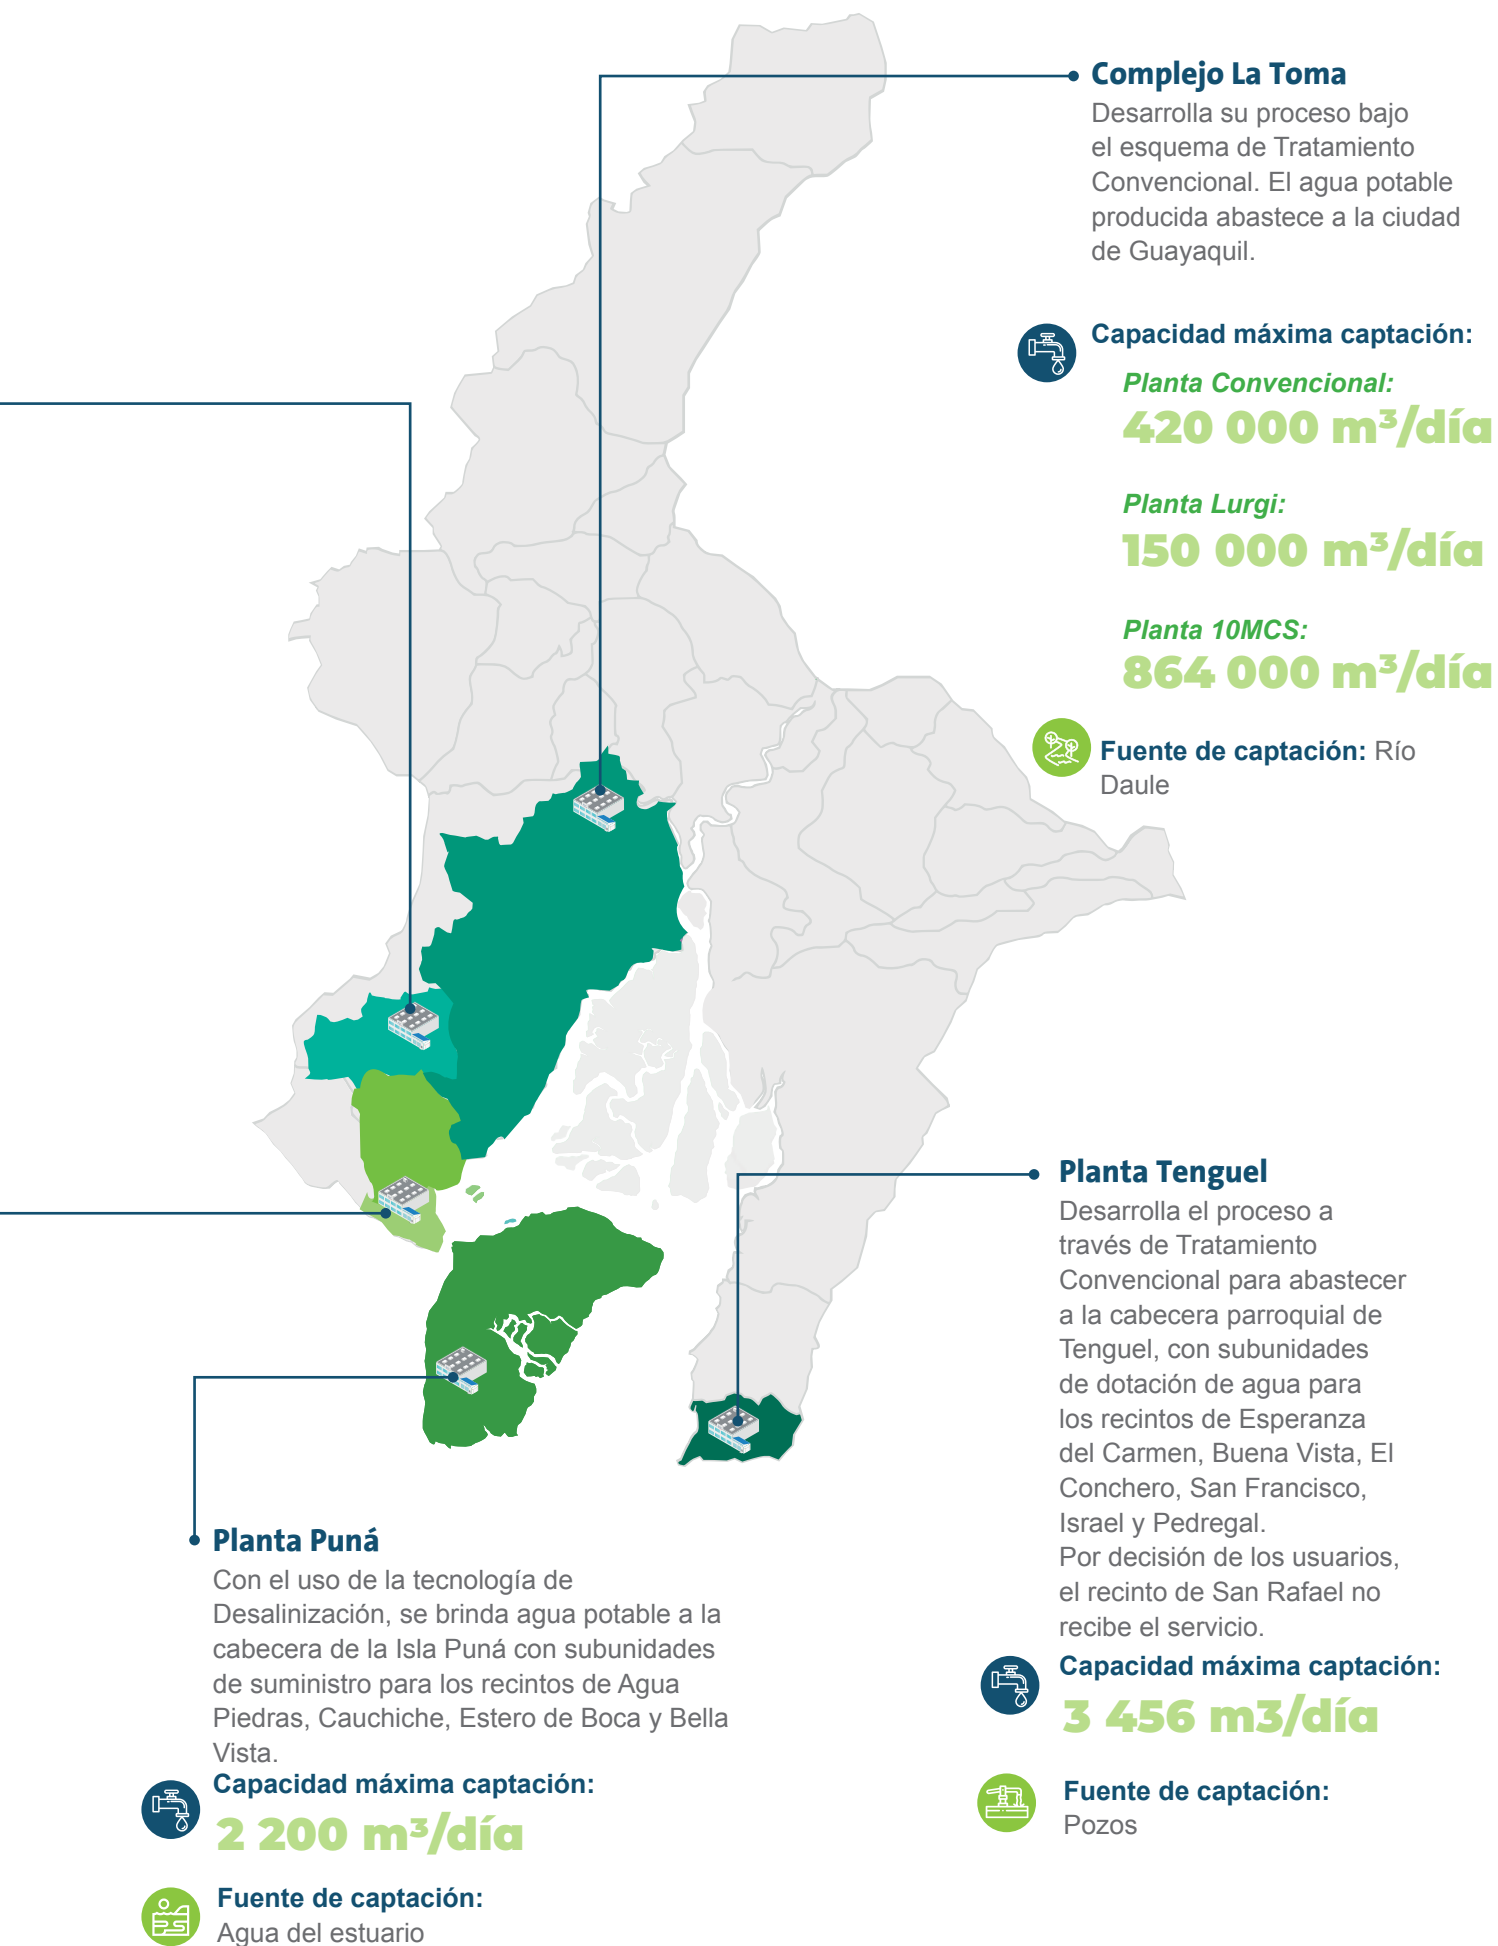 Complejo La Toma
Desarrolla su proceso bajo
el esquema de Tratamiento
Convencional. El agua potable
producida abastece a la ciudad
de Guayaquil.
Capacidad máxima captación:
Planta Convencional:
420 000 m³/día
Planta Lurgi:
150 000 m³/día
Planta 10MCS:
864 000 m³/día
Fuente de captación: Río
Daule
Planta Tenguel
Desarrolla el proceso a
través de Tratamiento
Convencional para abastecer
a la cabecera parroquial de
Tenguel, con subunidades
de dotación de agua para
los recintos de Esperanza
del Carmen, Buena Vista, El
Conchero, San Francisco,
Israel y Pedregal.
Por decisión de los usuarios,
el recinto de San Rafael no
recibe el servicio.
Capacidad máxima captación:
3 456 m3/día
Fuente de captación:
Pozos
Planta Puná
Con el uso de la tecnología de
Desalinización, se brinda agua potable a la
cabecera de la Isla Puná con subunidades
de suministro para los recintos de Agua
Piedras, Cauchiche, Estero de Boca y Bella
Vista.
Capacidad máxima captación:
2 200 m³/día
Fuente de captación:
Agua del estuario